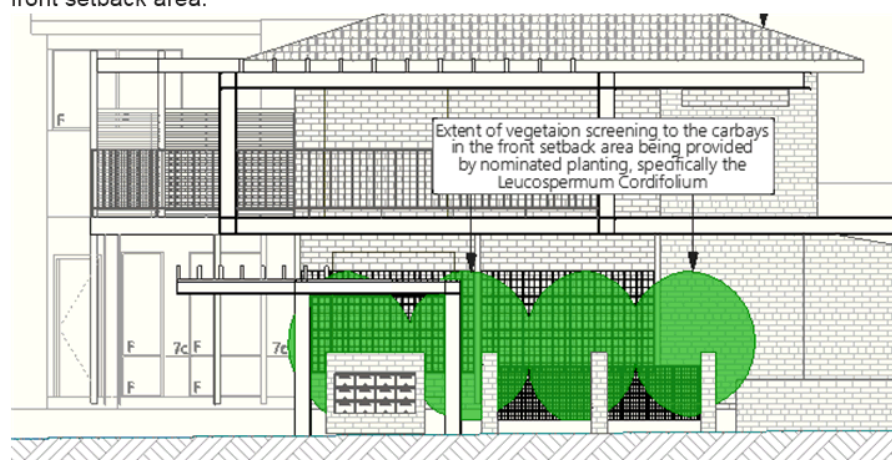 front setback area.
Extent of vegetaion screening to the carbays
in the front setback area being provided
by nominated planting, specifically the
Leucospermum Cordifolium
F
F
7c
F
7c
F
F